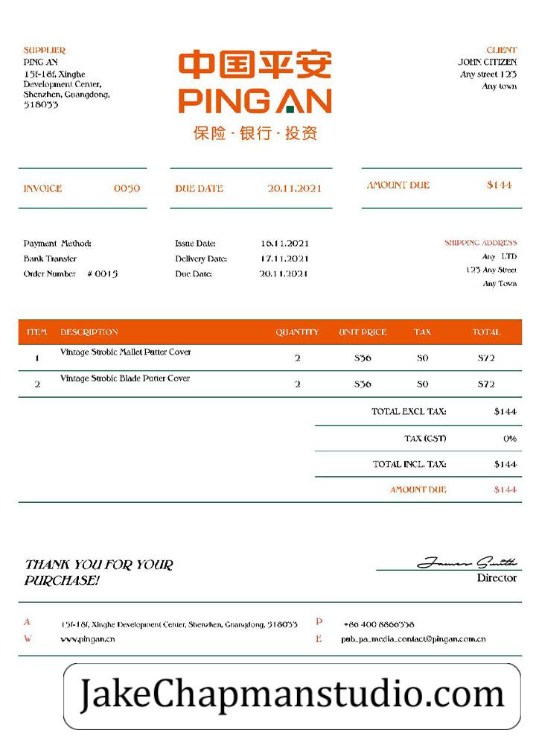 SUPPLIER
PING AN
15f-18f, Xinghe
Development Center,
Shenzhen, Guangdong,
518033
中国平安
PING AN
保险·银行·投资
CLIENT
JOHN CITIZEN
Any street 123
Any town
INVOICE 0050
DUE DATE 20.11.2021
AMOUNT DUE $144
Payment Method: Issue Date: 16.11.2021 SHIPPING ADDRESS
Bank Transfer Delivery Date: 17.11.2021 Any LTD
Order Number # 0015 Due Date: 20.11.2021 123 Any Street
Any Town
ITEM DESCRIPTION QUANTITY UNIT PRICE TAX TOTAL
1 Vintage Strobic Mallet Putter Cover 2 $36 $0 $72
2 Vintage Strobic Blade Putter Cover 2 $36 $0 $72
TOTAL EXCL TAX: $144
TAX (GST) 0%
TOTAL INCL. TAX: $144
AMOUNT DUE $144
THANK YOU FOR YOUR
PURCHASE!
James Smith
Director
A 15f-18f, Xinghe Development Center, Shenzhen, Guangdong, 518033 P +86 400 8866338
W www.pingan.cn E pub_pa_media_contact@pingan.com.cn
JakeChapmanstudio.com